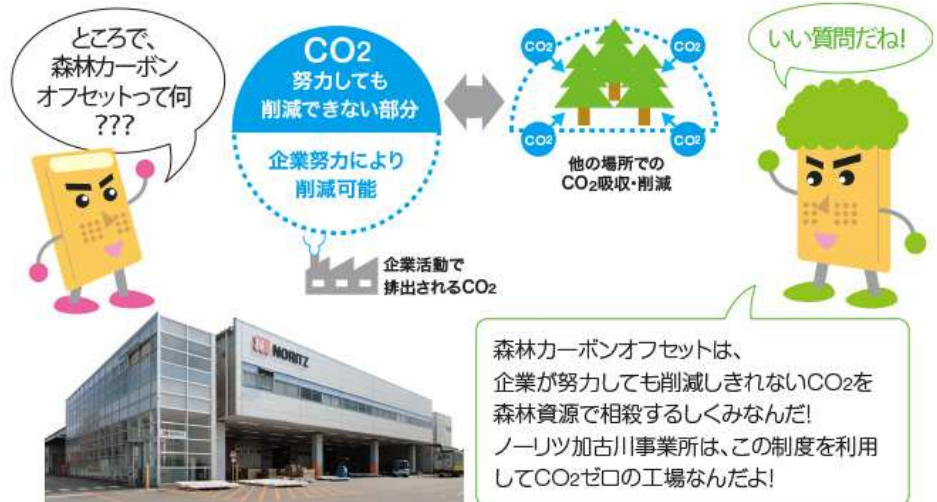 ところで、
森林カーボン
オフセットって何
???
CO2
努力しても
削減できない部分
企業努力により
削減可能
企業活動で
排出されるCO2
CO2
CO2
CO2
CO2
他の場所での
CO2吸収・削減
いい質問だね!
NORITZ
森林カーボンオフセットは、
企業が努力しても削減しきれないCO2を
森林資源で相殺するしくみなんだ!
ノーリツ加古川事業所は、この制度を利用
してCO2ゼロの工場なんだよ!